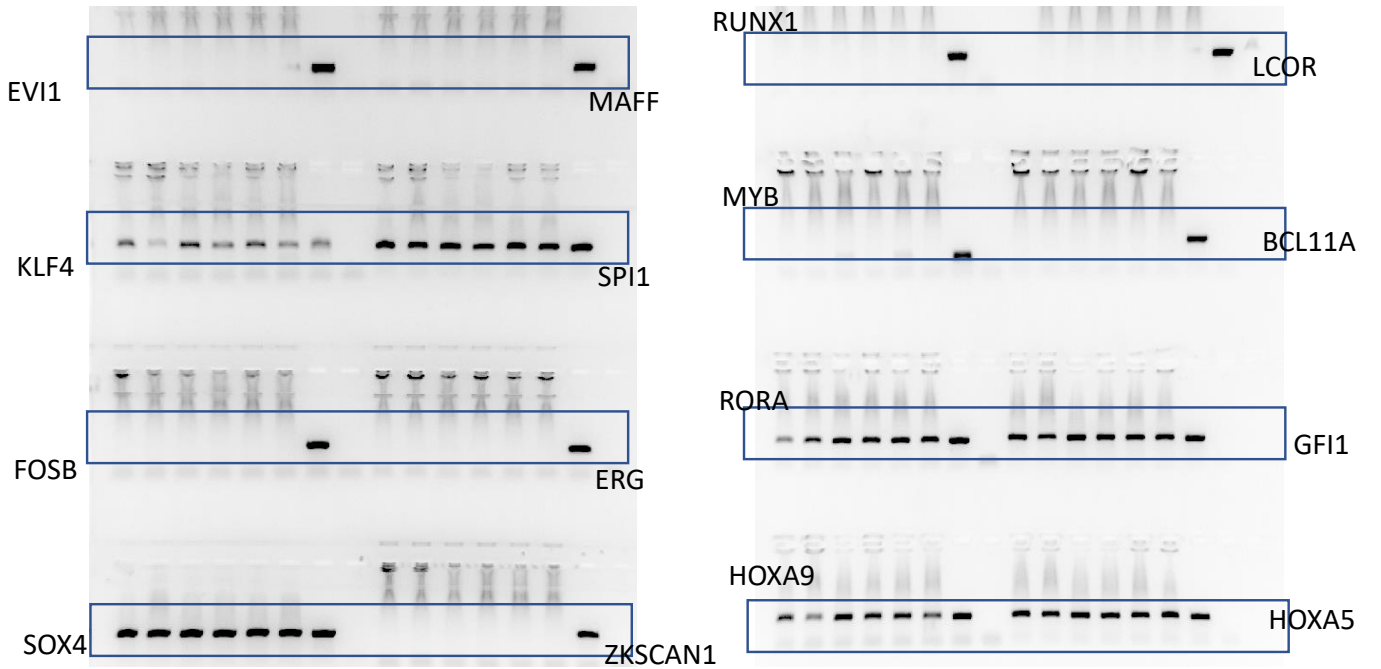 EVI1
MAFF
KLF4
SPI1
FOSB
ERG
SOX4
ZKSCAN1
RUNX1
LCOR
MYB
BCL11A
RORA
GFI1
HOXA9
HOXA5